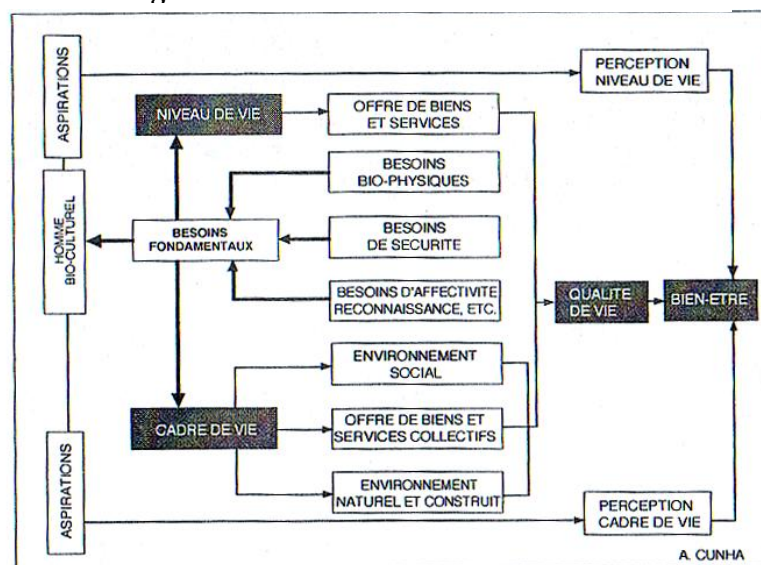 ASPIRATIONS
PERCEPTION
NIVEAU DE VIE
NIVEAU DE VIE
OFFRE DE BIENS
ET SERVICES
BESOINS
BIO-PHYSIQUES
HOMME
BIO-CULTUREL
BESOINS
FONDAMENTAUX
BESOINS
DE SECURITE
BESOINS D'AFFECTIVITE
RECONNAISSANCE, ETC.
QUALITE
DE VIE
BIEN-ETRE
ENVIRONNEMENT
SOCIAL
CADRE DE VIE
OFFRE DE BIENS ET
SERVICES COLLECTIFS
ENVIRONNEMENT
NATUREL ET CONSTRUIT
ASPIRATIONS
PERCEPTION
CADRE DE VIE
A. CUNHA